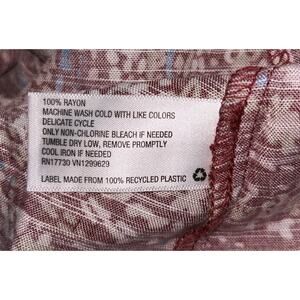 100% RAYON
MACHINE WASH COLD WITH LIKE COLORS
DELICATE CYCLE
ONLY NON-CHLORINE BLEACH IF NEEDED
TUMBLE DRY LOW, REMOVE PROMPTLY
COOL IRON IF NEEDED
RN17730 VN1299629
LABEL MADE FROM 100% RECYCLED PLASTIC